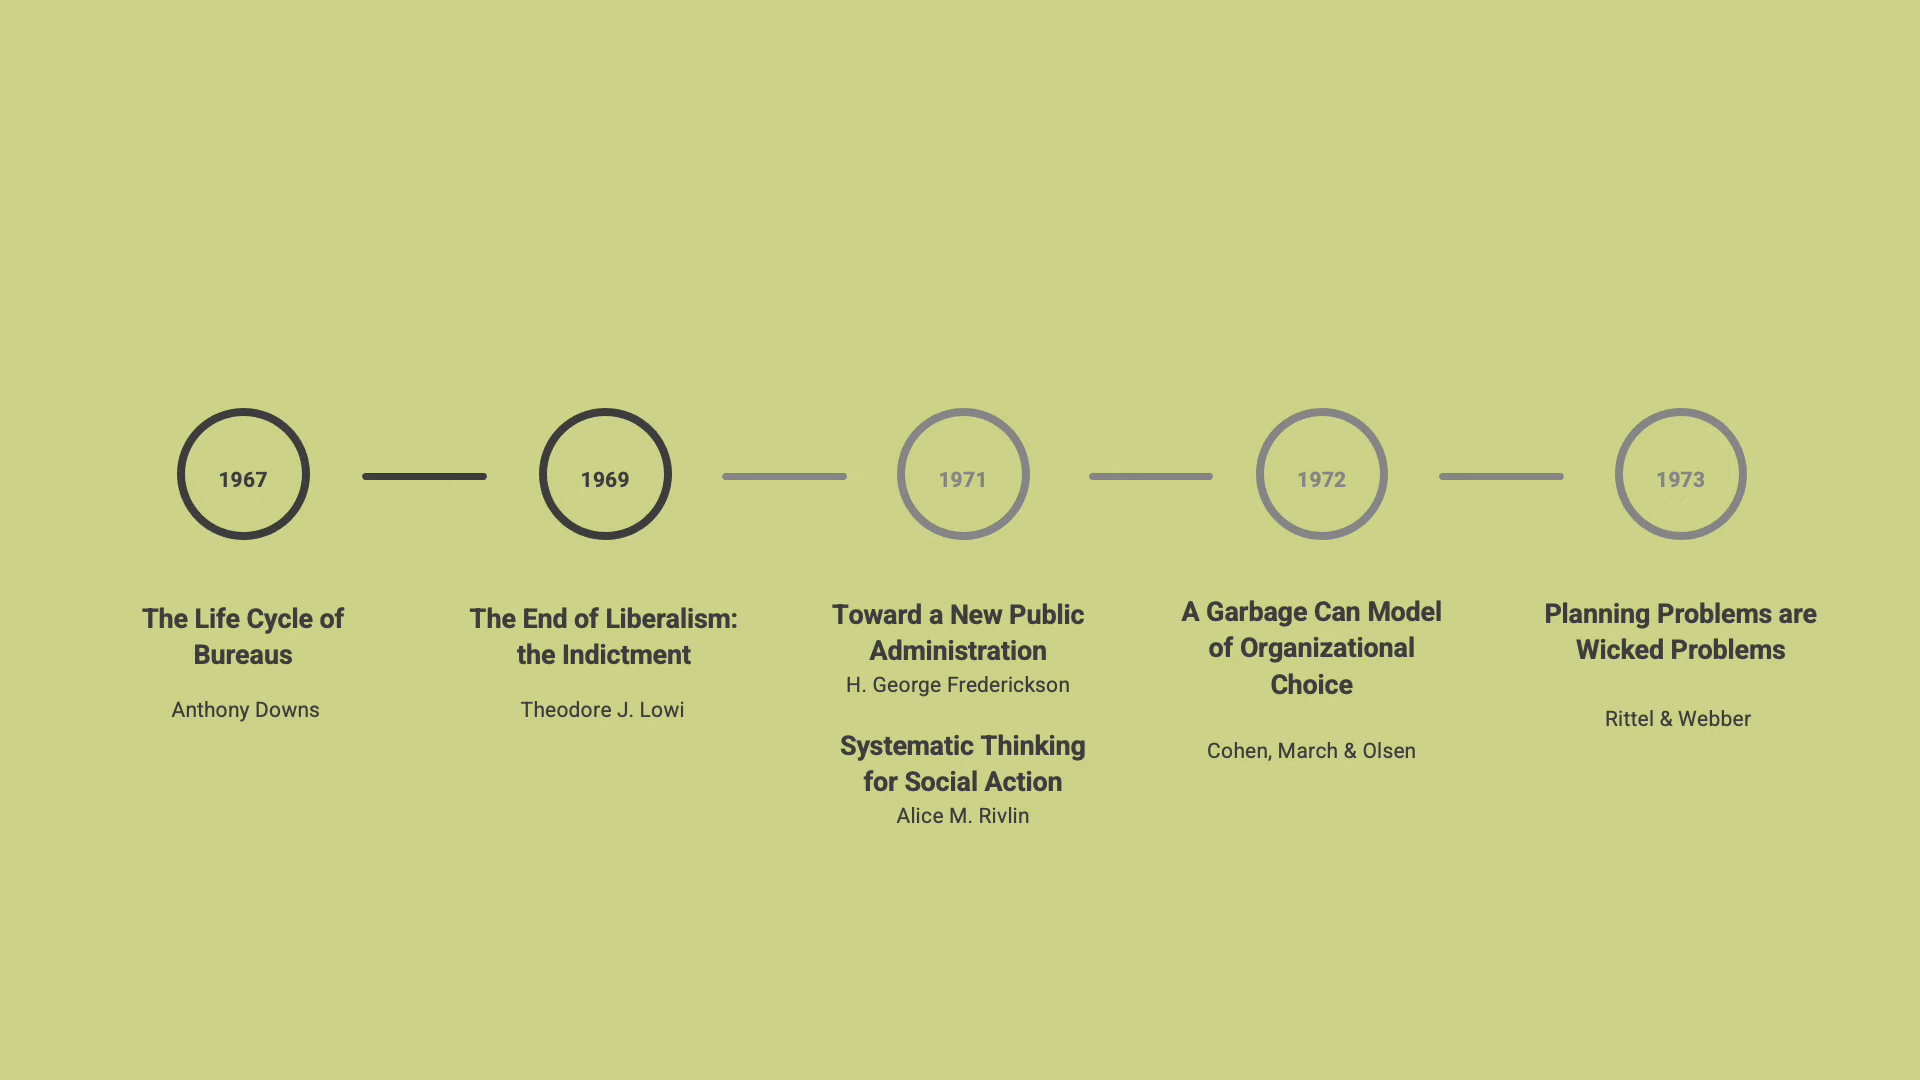 1967
1969
1971
1972
1973
The Life Cycle of
Bureaus
Anthony Downs
The End of Liberalism:
the Indictment
Theodore J. Lowi
Toward a New Public
Administration
H. George Frederickson
Systematic Thinking
for Social Action
Alice M. Rivlin
A Garbage Can Model
of Organizational
Choice
Cohen, March & Olsen
Planning Problems are
Wicked Problems
Rittel & Webber